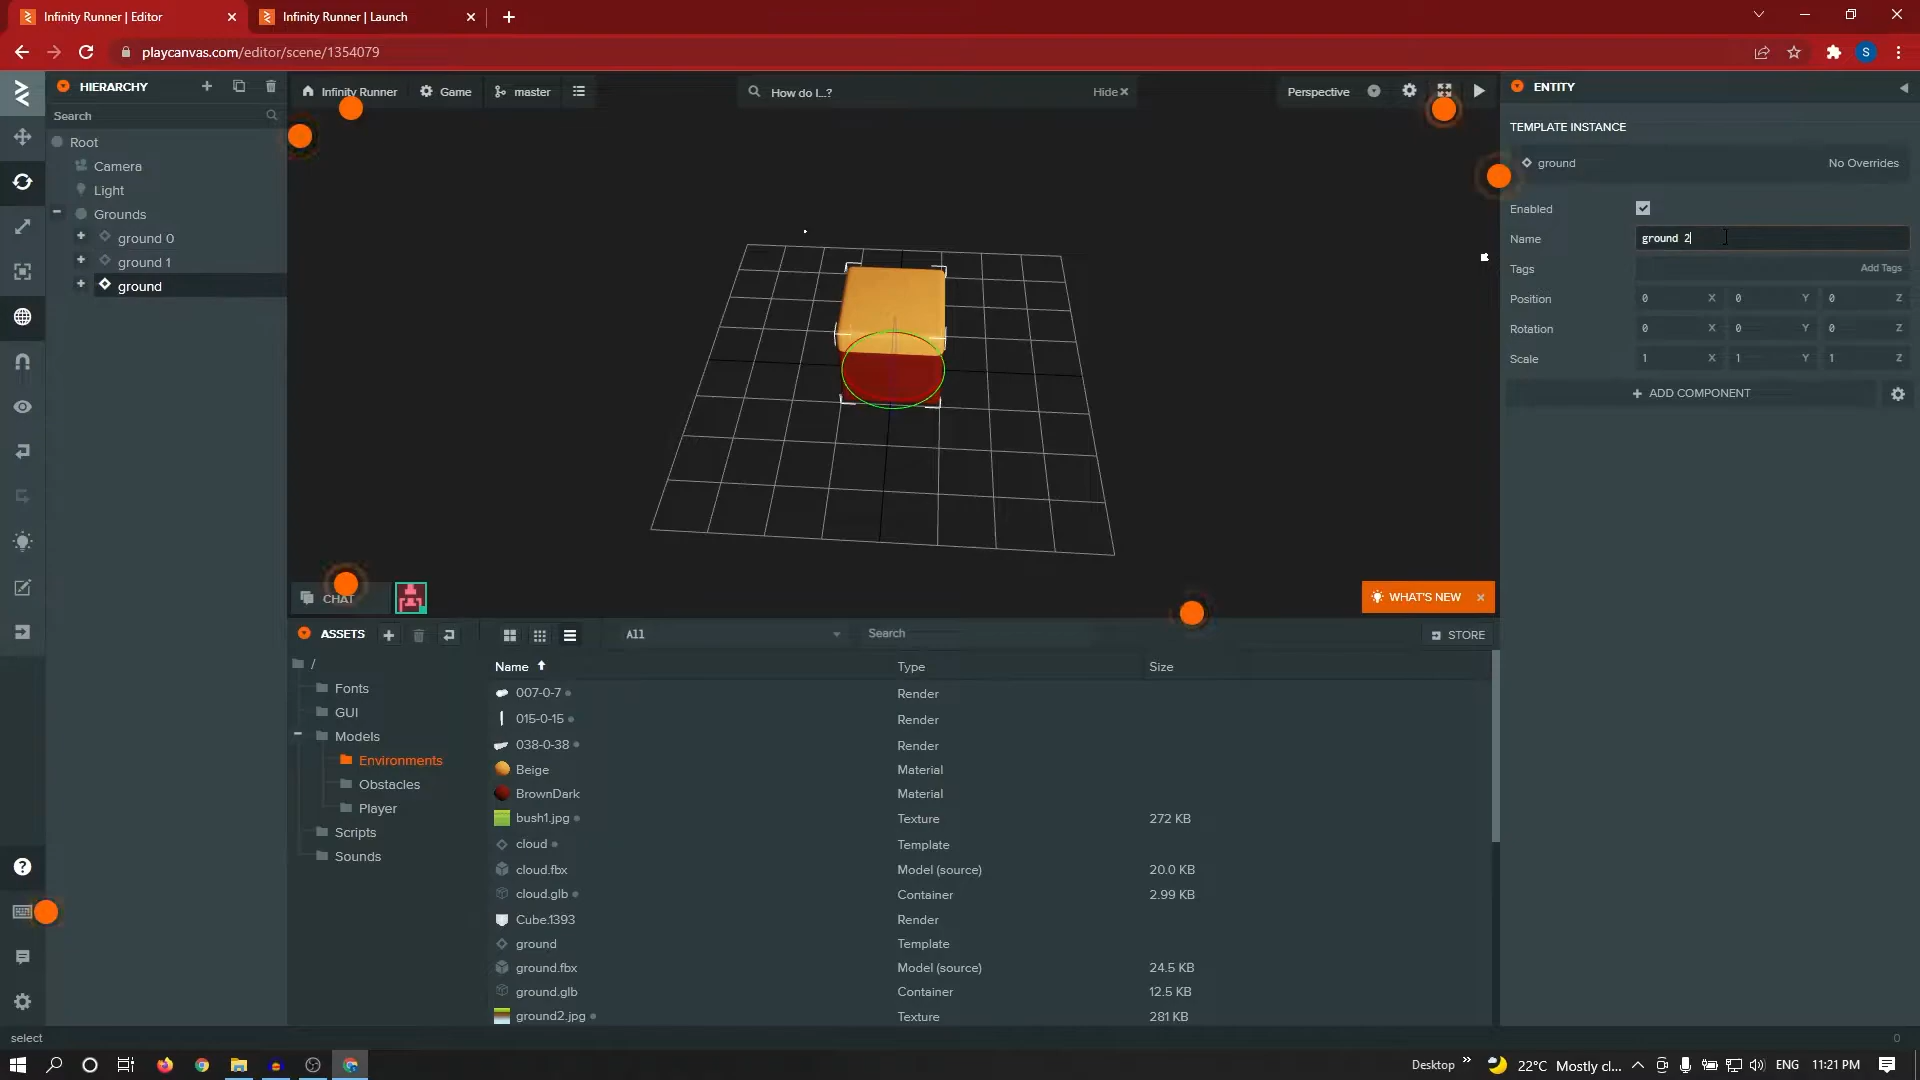 Infinity Runner | Editor
Infinity Runner | Launch
playcanvas.com/editor/scene/1354079
S
HIERARCHY
Search
Root
Camera
Light
Grounds
ground 0
ground 1
ground
Infinity Runner
Game
master
How do I...?
Hide
Perspective
ENTITY
TEMPLATE INSTANCE
ground
No Overrides
Enabled
Name
ground 2
Tags
Add Tags
Position
0 X 0 Y 0 Z
Rotation
0 X 0 Y 0 Z
Scale
1 X 1 Y 1 Z
ADD COMPONENT
CHAT
WHAT'S NEW
ASSETS
All
Search
STORE
/
Fonts
GUI
Models
Environments
Obstacles
Player
Scripts
Sounds
Name Type Size
007-0-7 Render
015-0-15 Render
038-0-38 Render
Beige Material
BrownDark Material
bush1.jpg Texture 272 KB
cloud Template
cloud.fbx Model (source) 20.0 KB
cloud.glb Container 2.99 KB
Cube.1393 Render
ground Template
ground.fbx Model (source) 24.5 KB
ground.glb Container 12.5 KB
ground2.jpg Texture 281 KB
select
0
Desktop
22°C Mostly cl...
ENG
11:21 PM